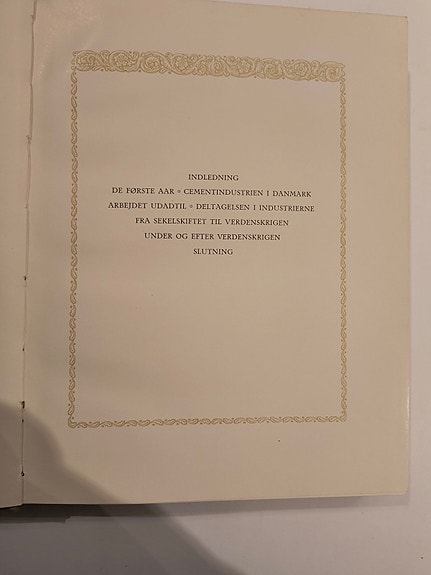 INDLEDNING
DE FØRSTE AAR * CEMENTINDUSTRIEN I DANMARK
ARBEJDET UDADTIL * DELTAGELSEN I INDUSTRIERNE
FRA SEKELSKIFTET TIL VERDENSKRIGEN
UNDER OG EFTER VERDENSKRIGEN
SLUTNING